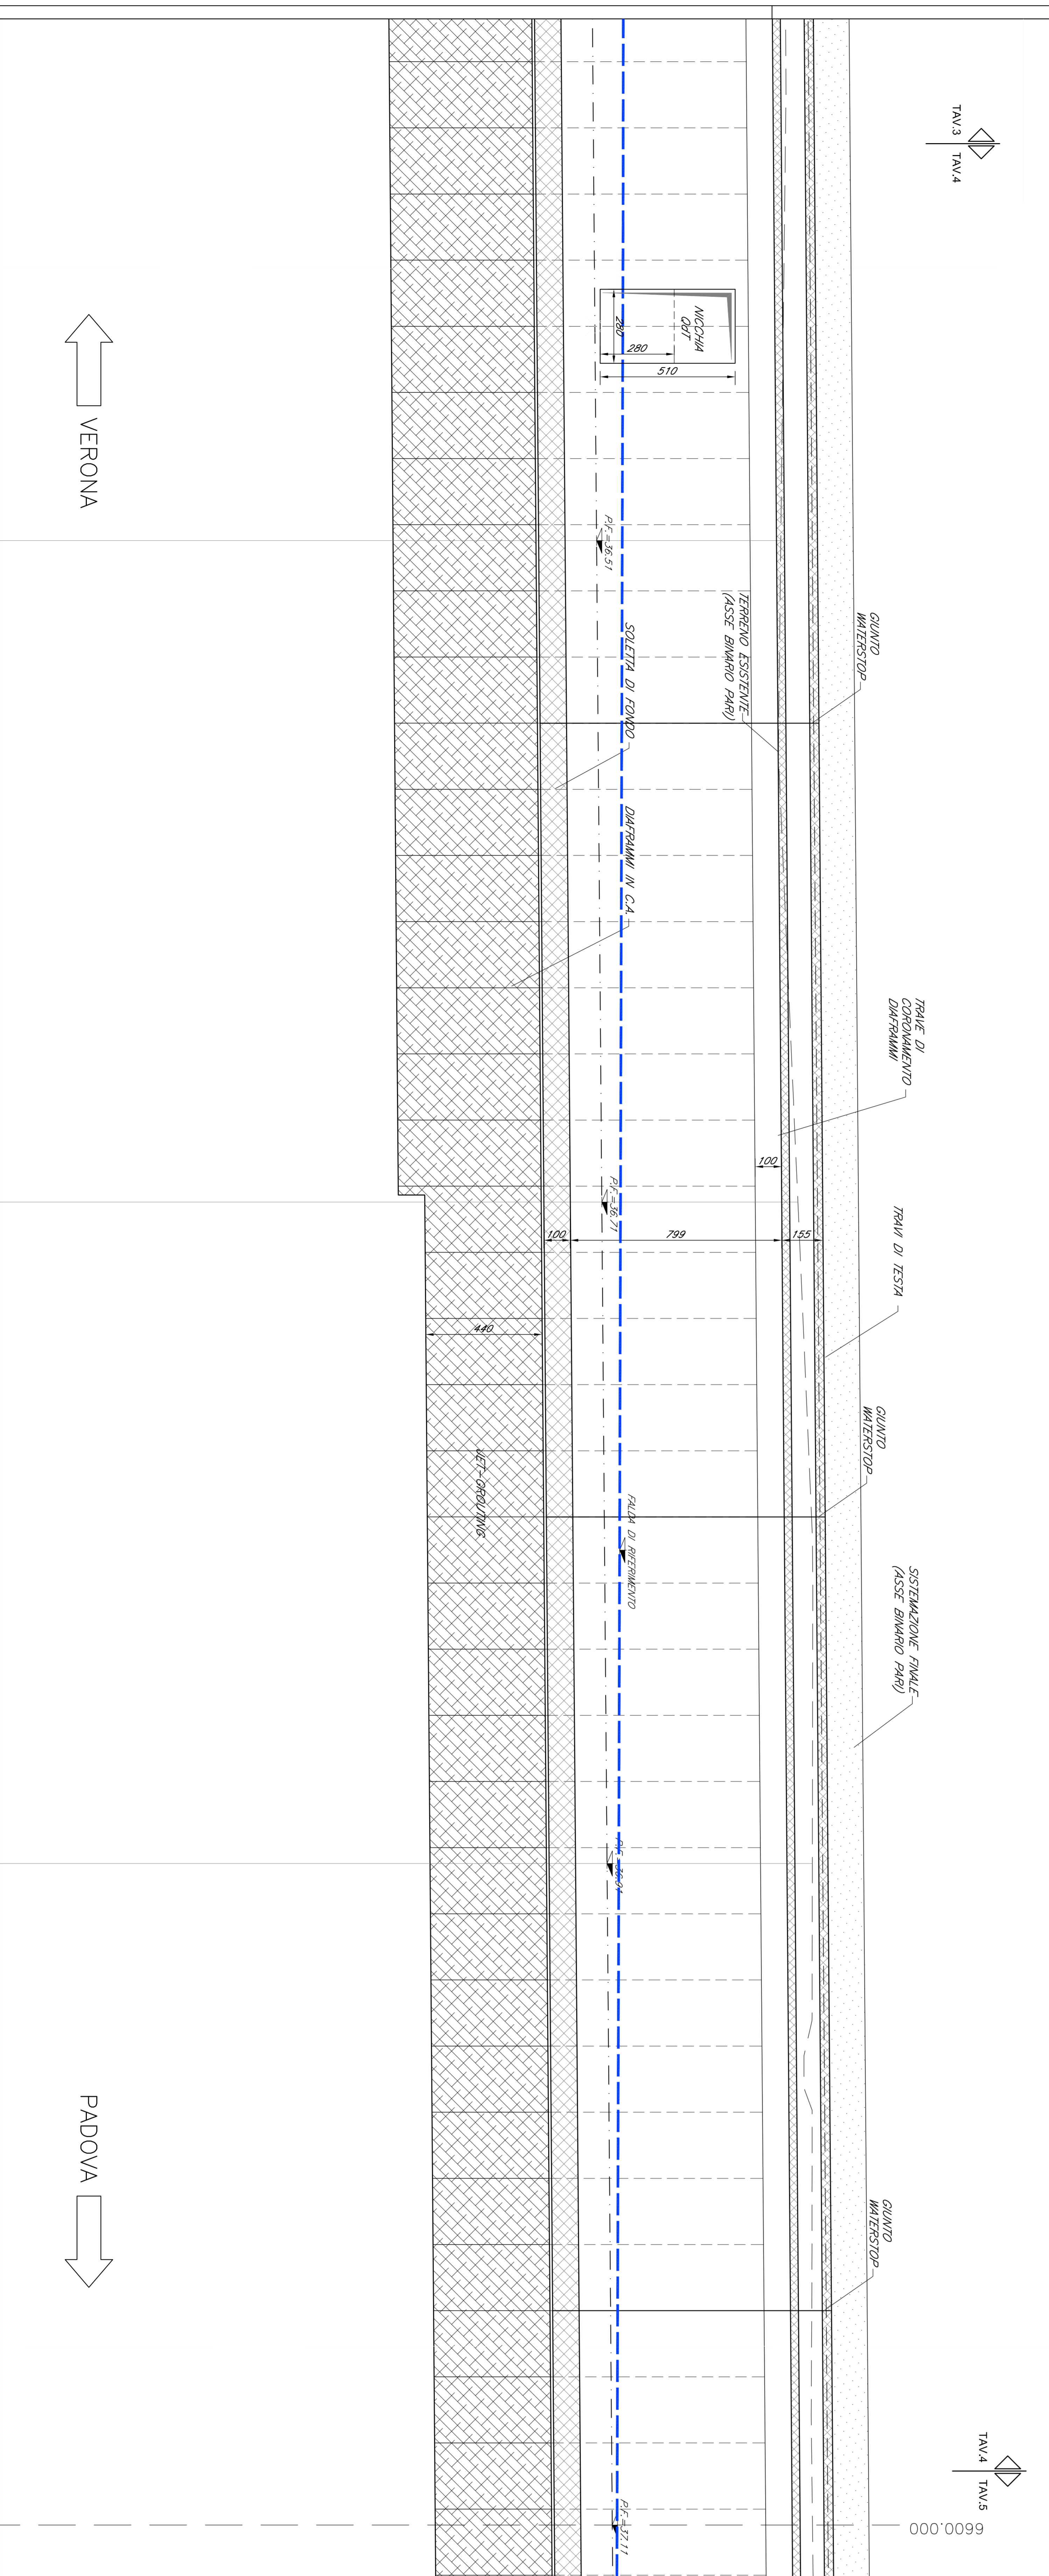 TAV.3 TAV.4
NICCHIA
QdT
280
280
510
VERONA
P.F.=36.51
GIUNTO
WATERSTOP
TERRENO ESISTENTE
(ASSE BINARIO PARI)
SOLETTA DI FONDO
DIAFRAMMI IN C.A.
TRAVE DI
CORONAMENTO
DIAFRAMMI
100
P.F.=36.71
TRAVI DI TESTA
100
799
155
440
GIUNTO
WATERSTOP
JET-GROUTING
FALDA DI RIFERIMENTO
SISTEMAZIONE FINALE
(ASSE BINARIO PARI)
PADOVA
GIUNTO
WATERSTOP
TAV.4 TAV.5
P.F.=37.11
6600.000